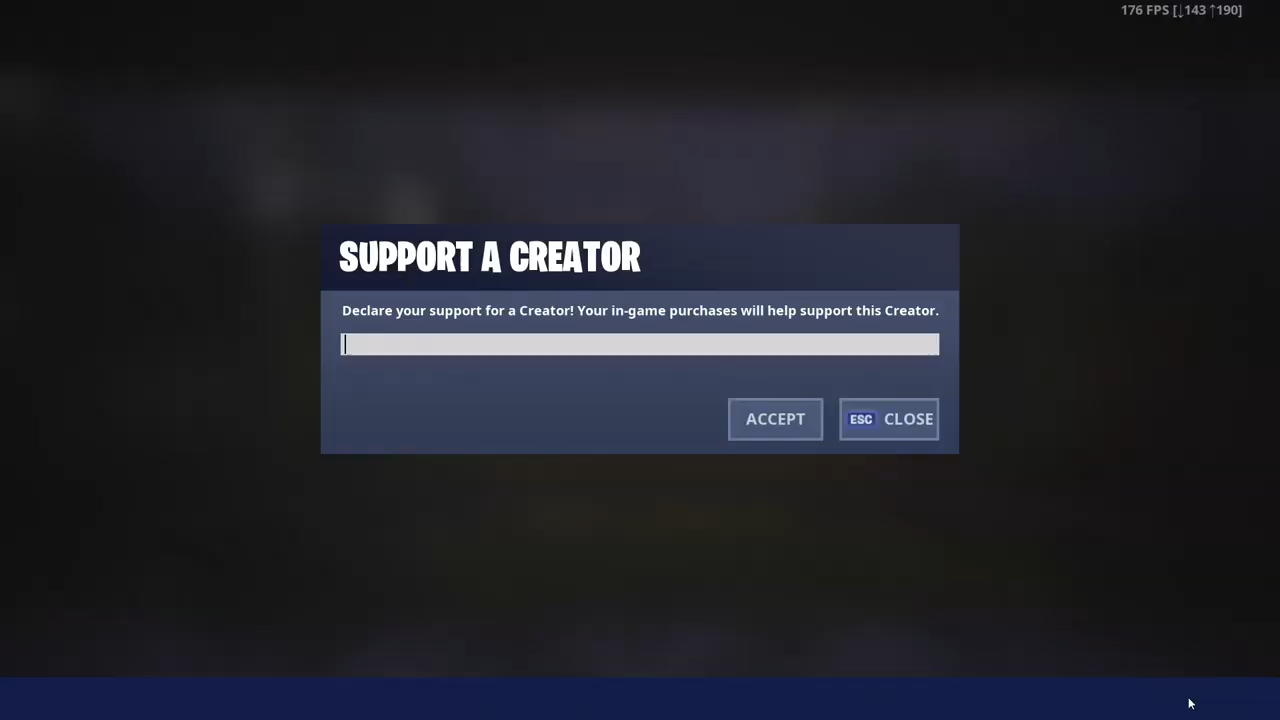 176 FPS [↓143 ↑190]
SUPPORT A CREATOR
Declare your support for a Creator! Your in-game purchases will help support this Creator.
ACCEPT
ESC CLOSE